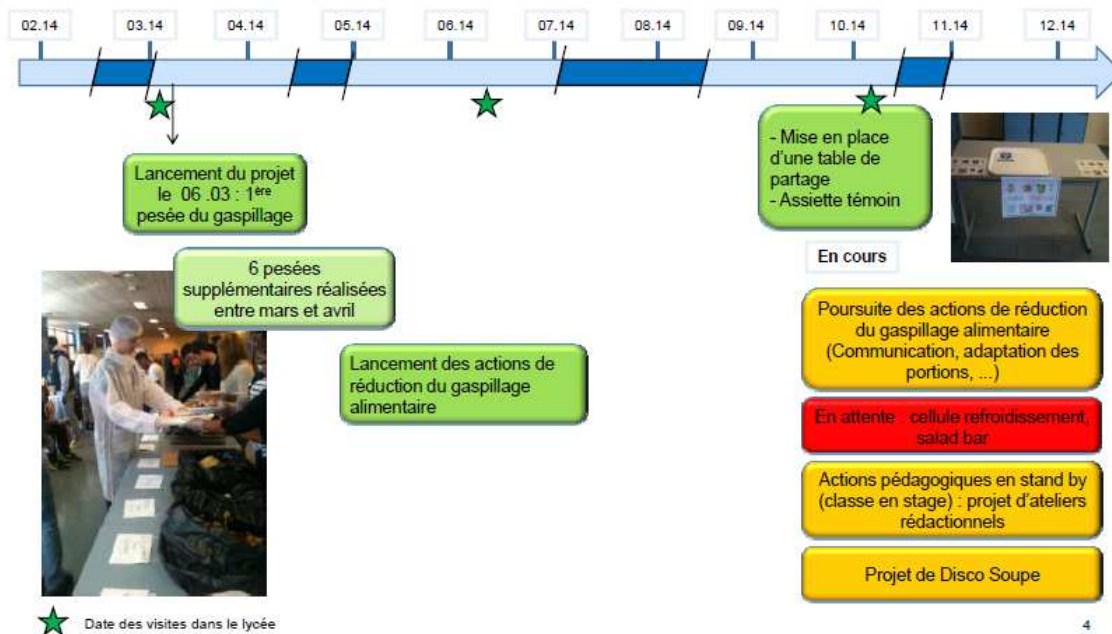 02.14 03.14 04.14 05.14 06.14 07.14 08.14 09.14 10.14 11.14 12.14
Lancement du projet
le 06 .03 : 1ère
pesée du gaspillage
6 pesées
supplémentaires réalisées
entre mars et avril
Lancement des actions de
réduction du gaspillage
alimentaire
- Mise en place
d'une table de
partage
- Assiette témoin
En cours
Poursuite des actions de réduction
du gaspillage alimentaire
(Communication, adaptation des
portions, ...)
En attente : cellule refroidissement,
salad bar
Actions pédagogiques en stand by
(classe en stage) : projet d'ateliers
rédactionnels
Projet de Disco Soupe
Date des visites dans le lycée
4